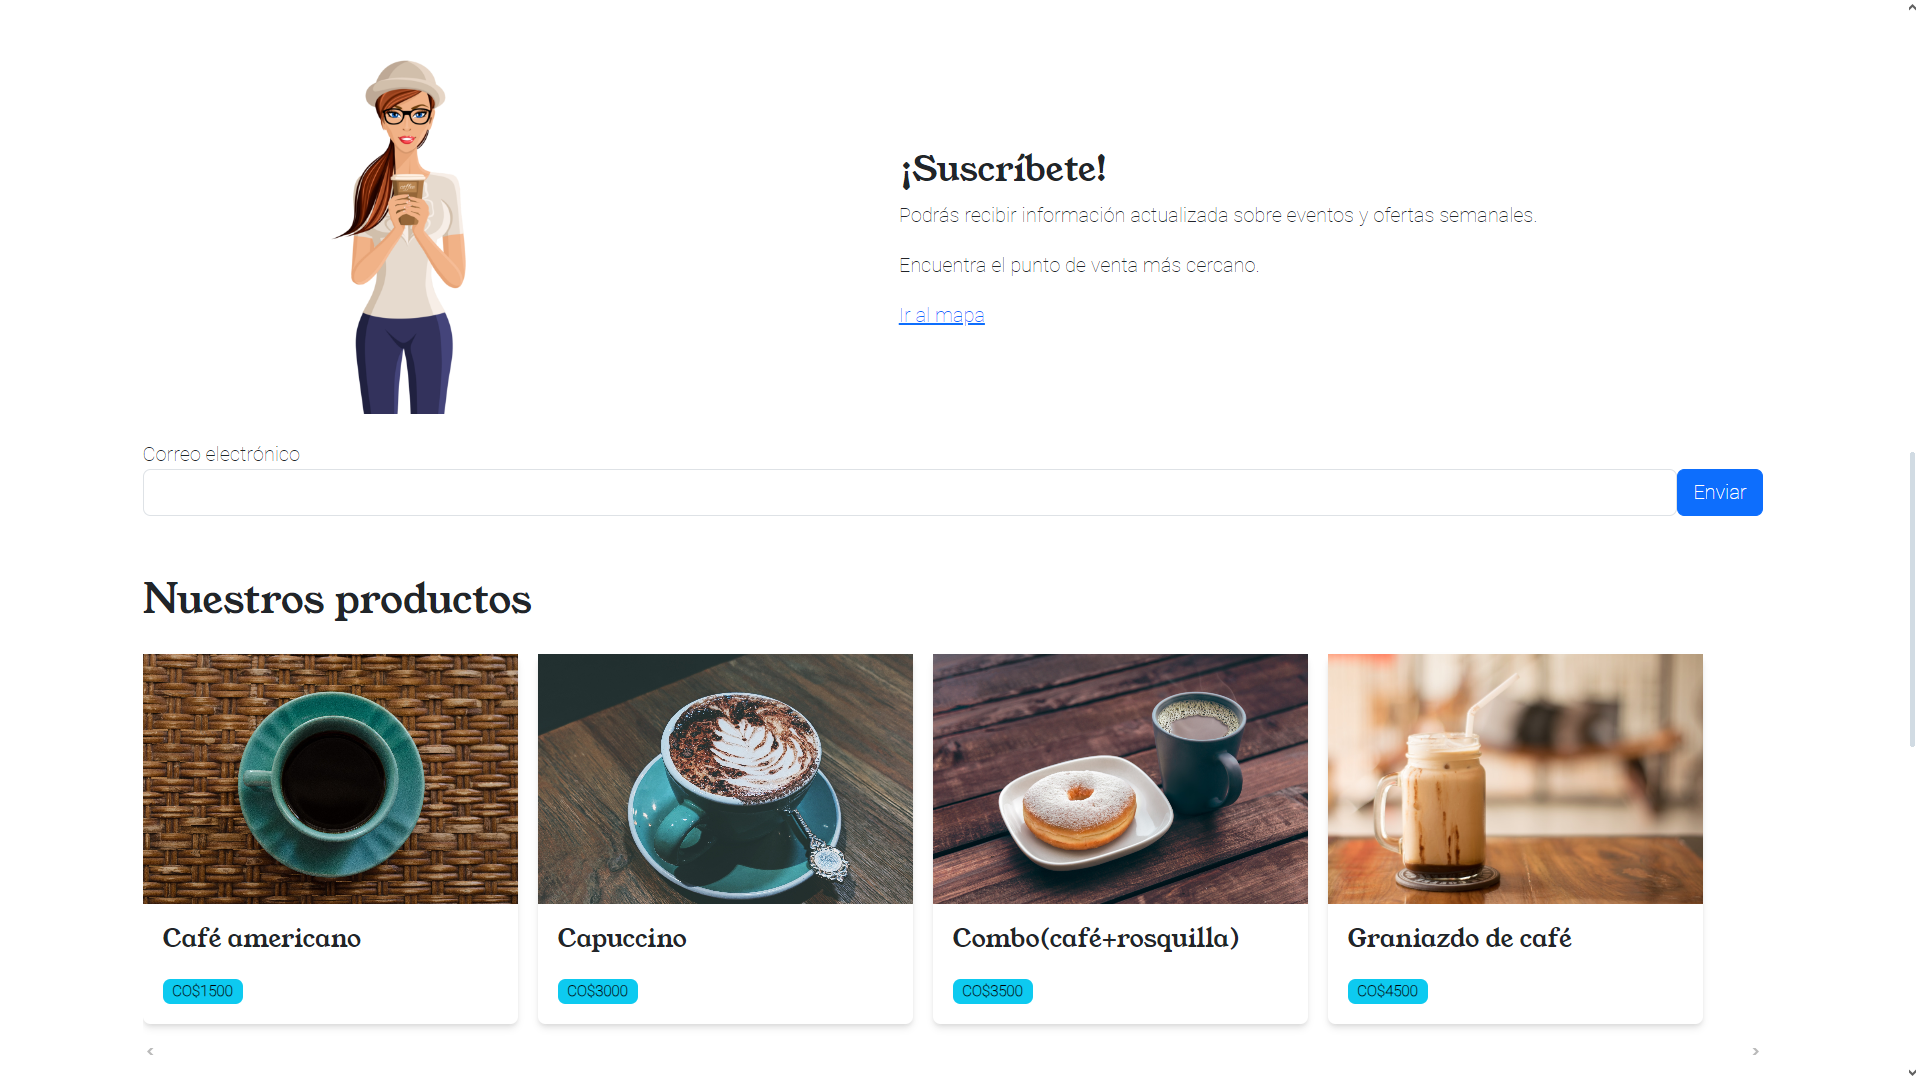 ¡Suscríbete!
Podrás recibir información actualizada sobre eventos y ofertas semanales.
Encuentra el punto de venta más cercano.
Ir al mapa
Correo electrónico
Enviar
Nuestros productos
Café americano
CO$1500
Capuccino
CO$3000
Combo(café+rosquilla)
CO$3500
Graniazdo de café
CO$4500